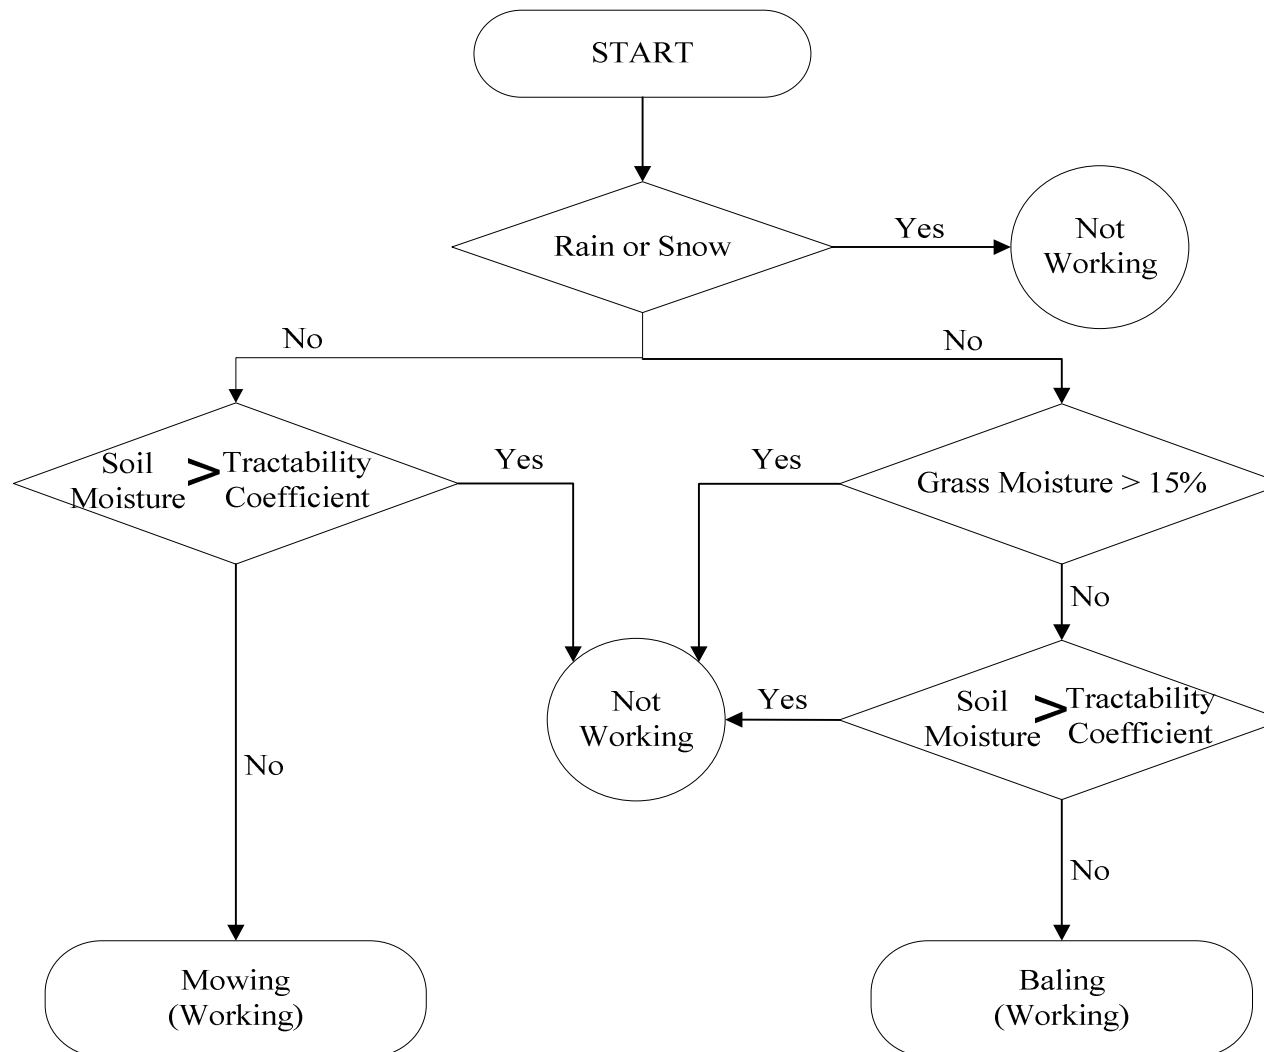 START
Rain or Snow
Yes
Not
Working
No
No
Soil
Moisture
>
Tractability
Coefficient
Yes
Yes
Grass Moisture > 15%
No
Not
Working
Yes
Soil
Moisture
>
Tractability
Coefficient
No
No
Mowing
(Working)
Baling
(Working)